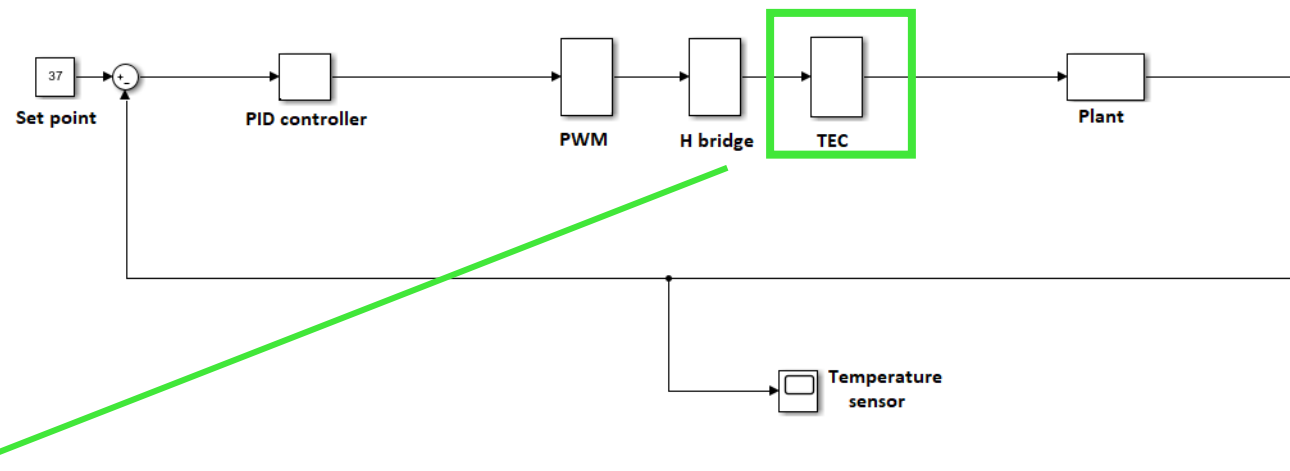 37
Set point
+
-
PID controller
PWM
H bridge
TEC
Plant
Temperature
sensor